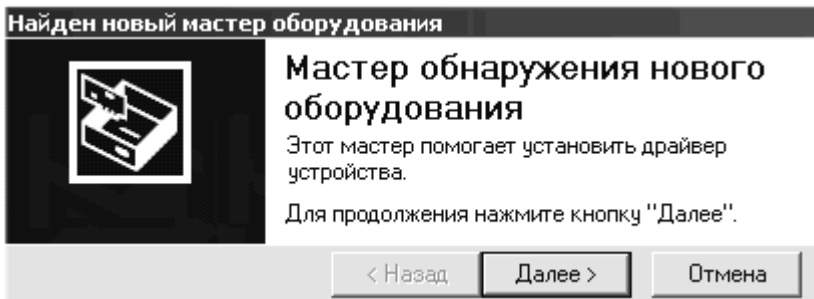 Найден новый мастер оборудования
Мастер обнаружения нового
оборудования
Этот мастер помогает установить драйвер
устройства.
Для продолжения нажмите кнопку "Далее".
< Назад
Далее >
Отмена